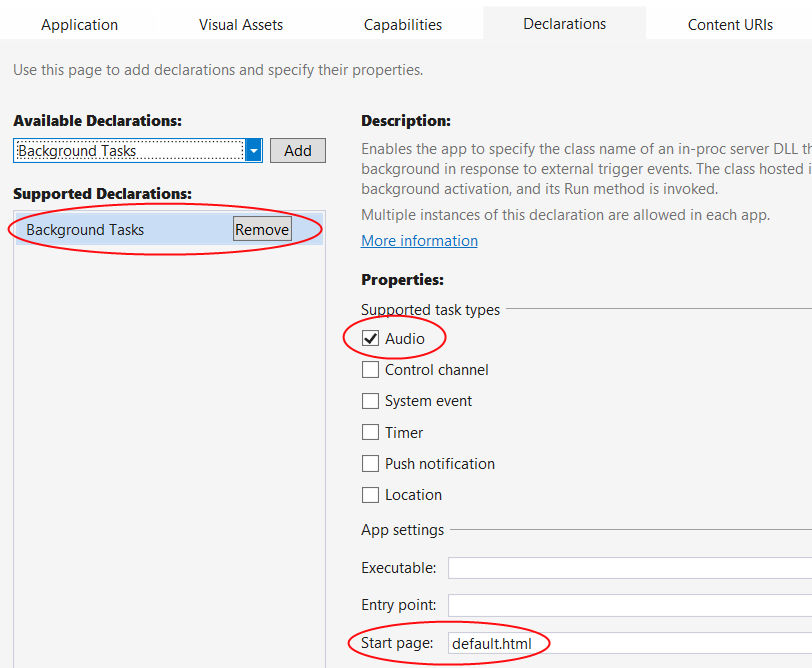 Application Visual Assets Capabilities Declarations Content URIs
Use this page to add declarations and specify their properties.
Available Declarations:
Background Tasks Add
Supported Declarations:
Background Tasks Remove
Description:
Enables the app to specify the class name of an in-proc server DLL
background in response to external trigger events. The class hosted
background activation, and its Run method is invoked.
Multiple instances of this declaration are allowed in each app.
More information
Properties:
Supported task types
Audio
Control channel
System event
Timer
Push notification
Location
App settings
Executable:
Entry point:
Start page: default.html